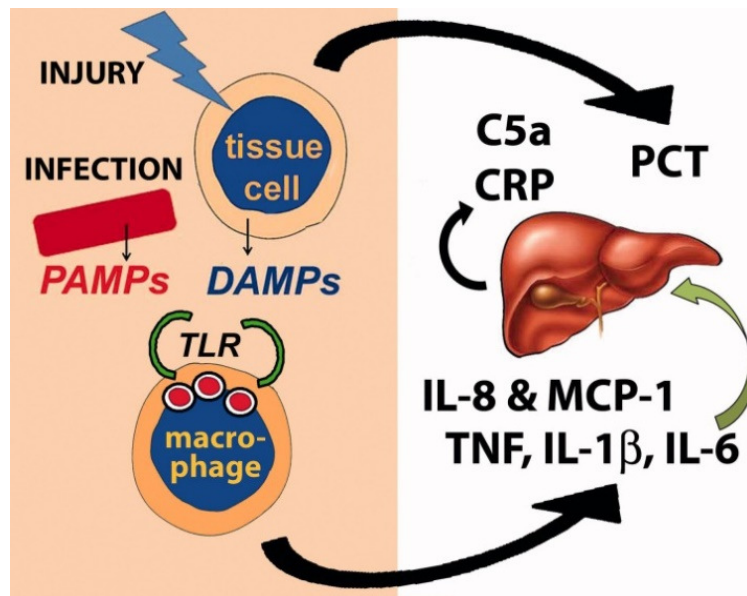 INJURY
tissue
cell
INFECTION
PAMPs
DAMPs
TLR
macro-
phage
C5a
CRP
PCT
IL-8 & MCP-1
TNF, IL-1β, IL-6